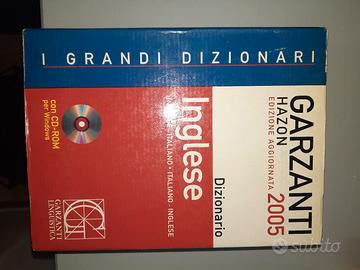 I GRANDI DIZIONARI
GARZANTI
HAZON
EDIZIONE AGGIORNATA 2005
Dizionario
Inglese
INGLESE • ITALIANO • ITALIANO • INGLESE
con CD-ROM
per Windows
GARZANTI
LINGUISTICA
subito